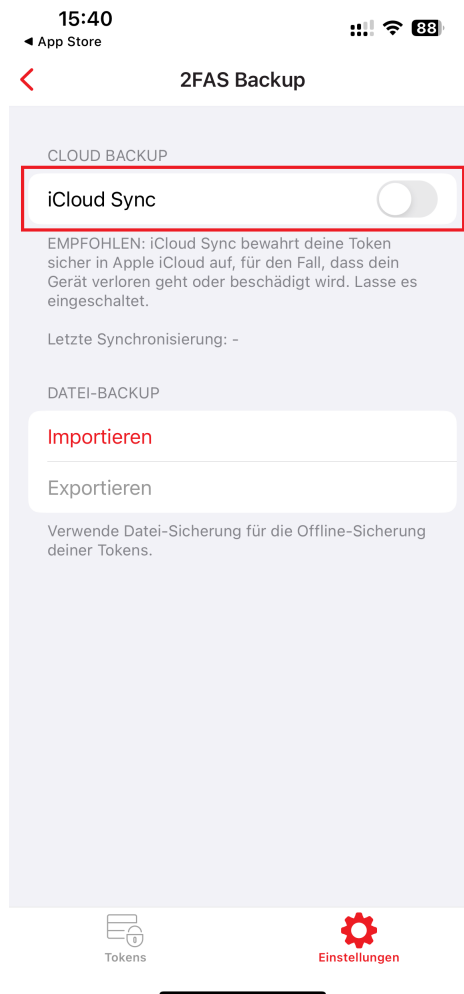 15:40
88
◀ App Store
2FAS Backup
CLOUD BACKUP
iCloud Sync
EMPFOHLEN: iCloud Sync bewahrt deine Token
sicher in Apple iCloud auf, für den Fall, dass dein
Gerät verloren geht oder beschädigt wird. Lasse es
eingeschaltet.
Letzte Synchronisierung: -
DATEI-BACKUP
Importieren
Exportieren
Verwende Datei-Sicherung für die Offline-Sicherung
deiner Tokens.
Tokens
Einstellungen